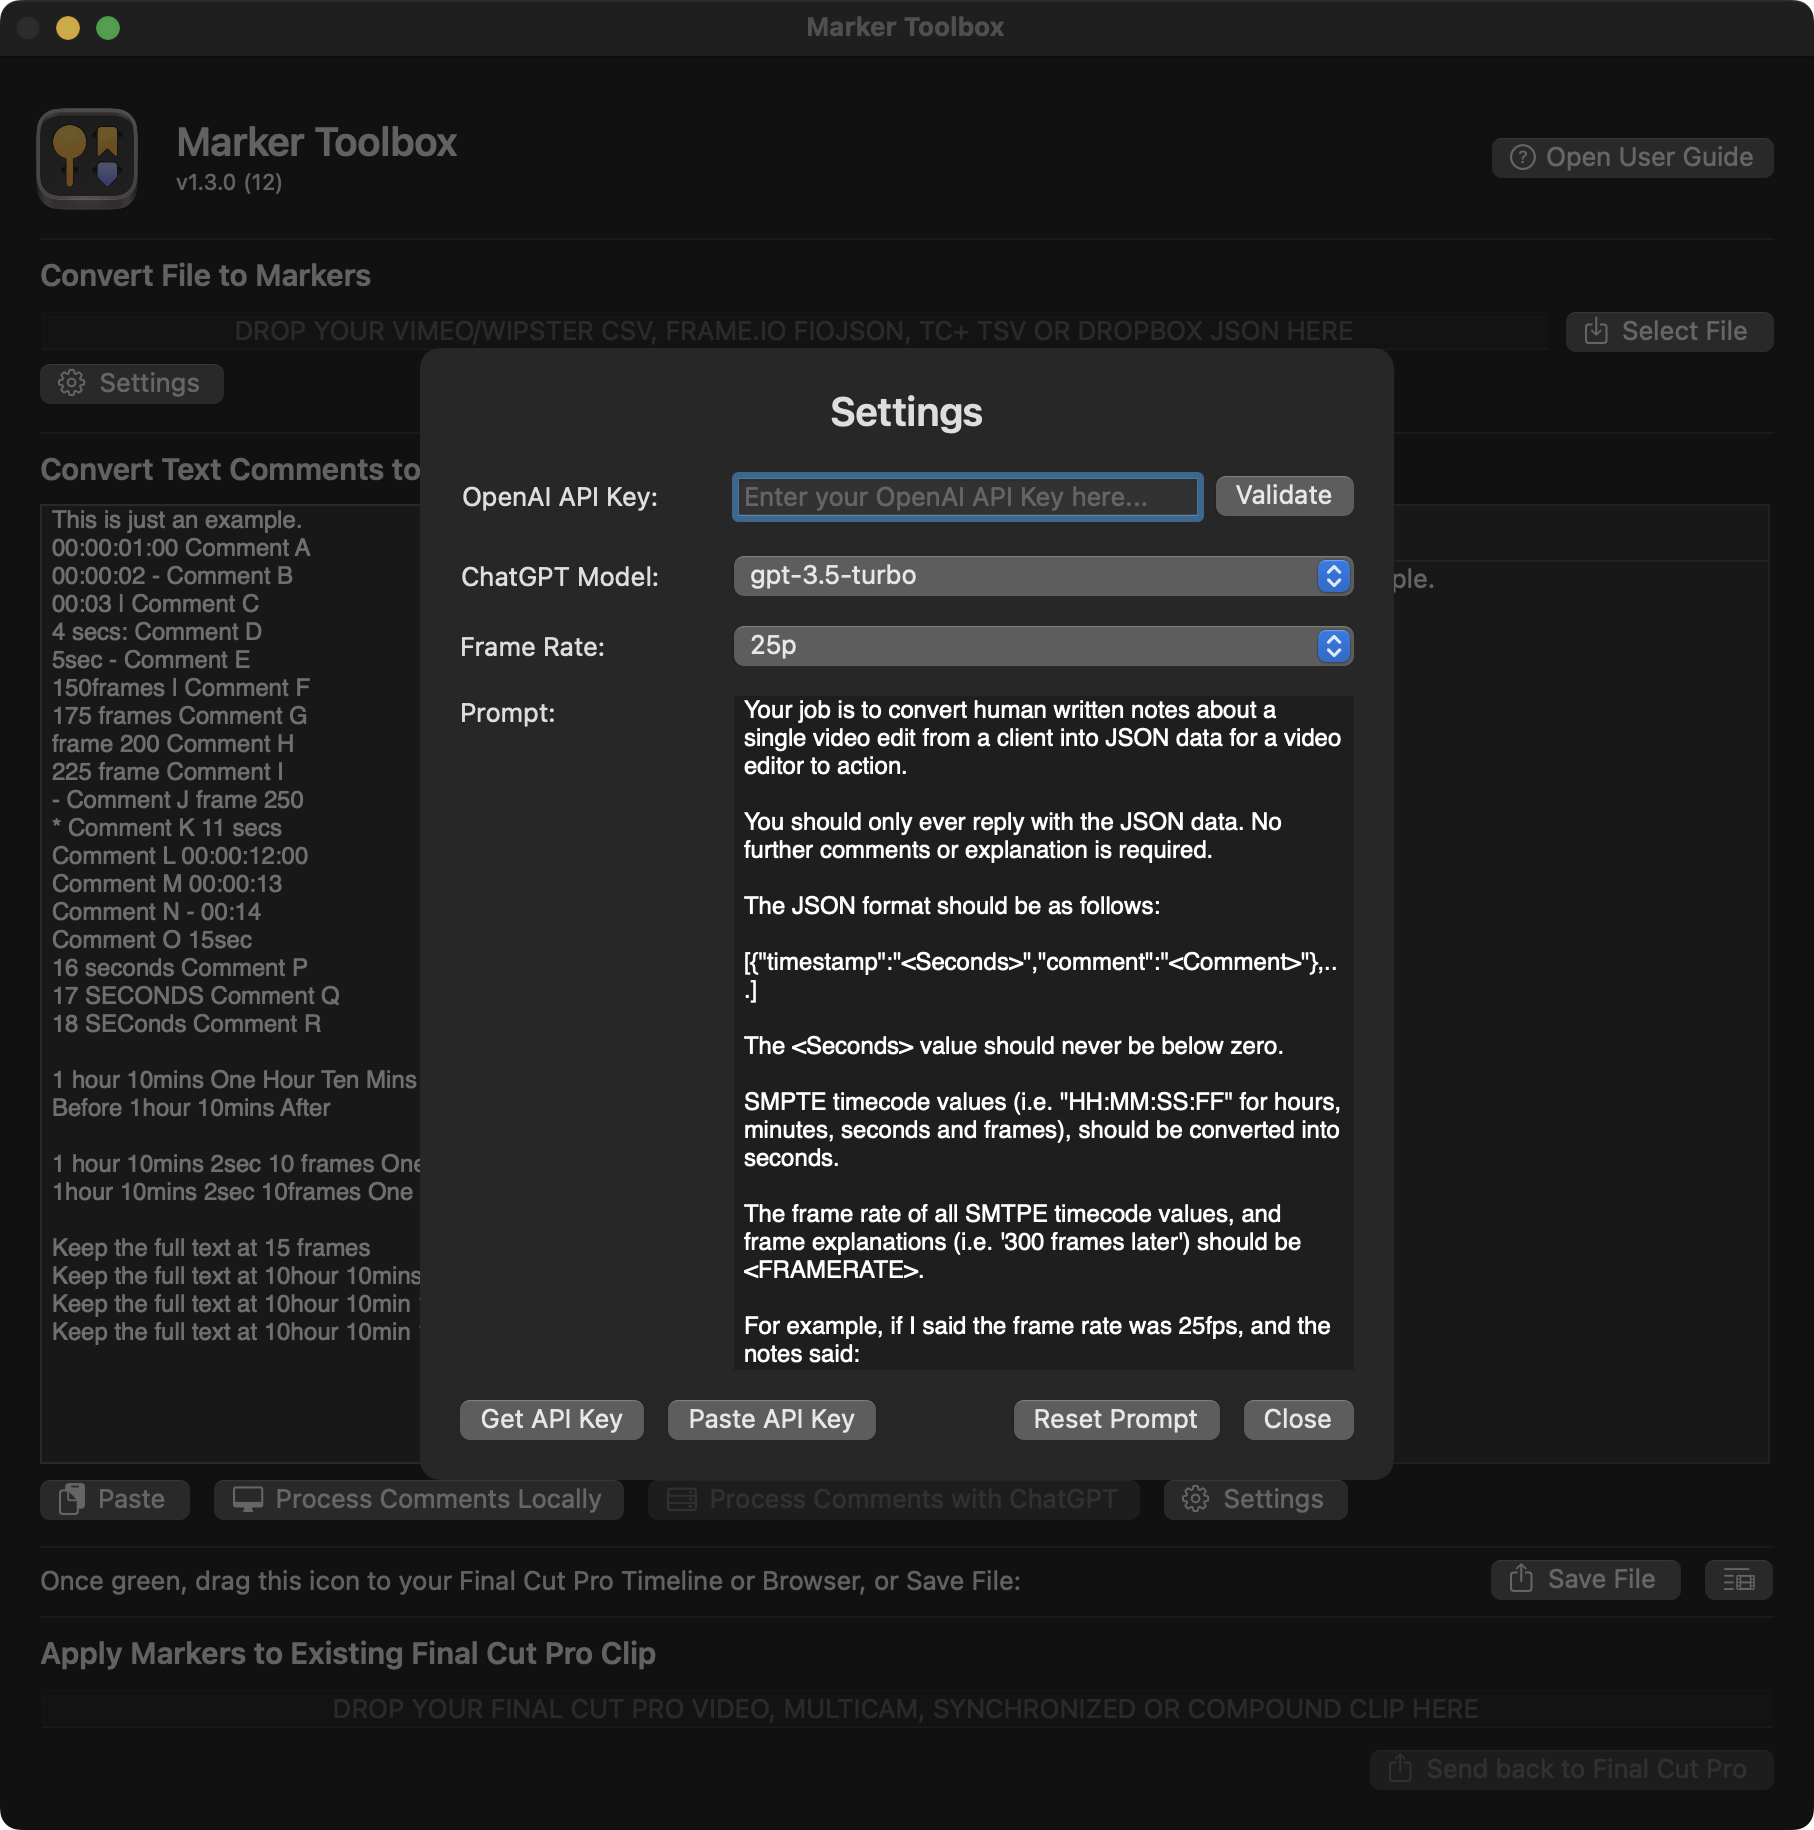 Marker Toolbox
Marker Toolbox
v1.3.0 (12)
Open User Guide
Convert File to Markers
DROP YOUR VIMEO/WIPSTER CSV, FRAME.IO FIOJSON, TC+ TSV OR DROPBOX JSON HERE
Select File
Settings
Convert Text Comments to
This is just an example.
00:00:01:00 Comment A
00:00:02 - Comment B
00:03 | Comment C
4 secs: Comment D
5sec - Comment E
150frames | Comment F
175 frames Comment G
frame 200 Comment H
225 frame Comment I
- Comment J frame 250
* Comment K 11 secs
Comment L 00:00:12:00
Comment M 00:00:13
Comment N - 00:14
Comment O 15sec
16 seconds Comment P
17 SECONDS Comment Q
18 SEConds Comment R
1 hour 10mins One Hour Ten Mins
Before 1hour 10mins After
1 hour 10mins 2sec 10 frames One
1hour 10mins 2sec 10frames One
Keep the full text at 15 frames
Keep the full text at 10hour 10mins
Keep the full text at 10hour 10min
Keep the full text at 10hour 10min
Settings
OpenAI API Key:
Enter your OpenAI API Key here...
Validate
ChatGPT Model:
gpt-3.5-turbo
Frame Rate:
25p
Prompt:
Your job is to convert human written notes about a
single video edit from a client into JSON data for a video
editor to action.
You should only ever reply with the JSON data. No
further comments or explanation is required.
The JSON format should be as follows:
[{"timestamp":"<Seconds>","comment":"<Comment>"},..
.]
The <Seconds> value should never be below zero.
SMPTE timecode values (i.e. "HH:MM:SS:FF" for hours,
minutes, seconds and frames), should be converted into
seconds.
The frame rate of all SMTPE timecode values, and
frame explanations (i.e. '300 frames later') should be
<FRAMERATE>.
For example, if I said the frame rate was 25fps, and the
notes said:
Get API Key
Paste API Key
Reset Prompt
Close
Paste
Process Comments Locally
Process Comments with ChatGPT
Settings
Once green, drag this icon to your Final Cut Pro Timeline or Browser, or Save File:
Save File
Apply Markers to Existing Final Cut Pro Clip
DROP YOUR FINAL CUT PRO VIDEO, MULTICAM, SYNCHRONIZED OR COMPOUND CLIP HERE
Send back to Final Cut Pro